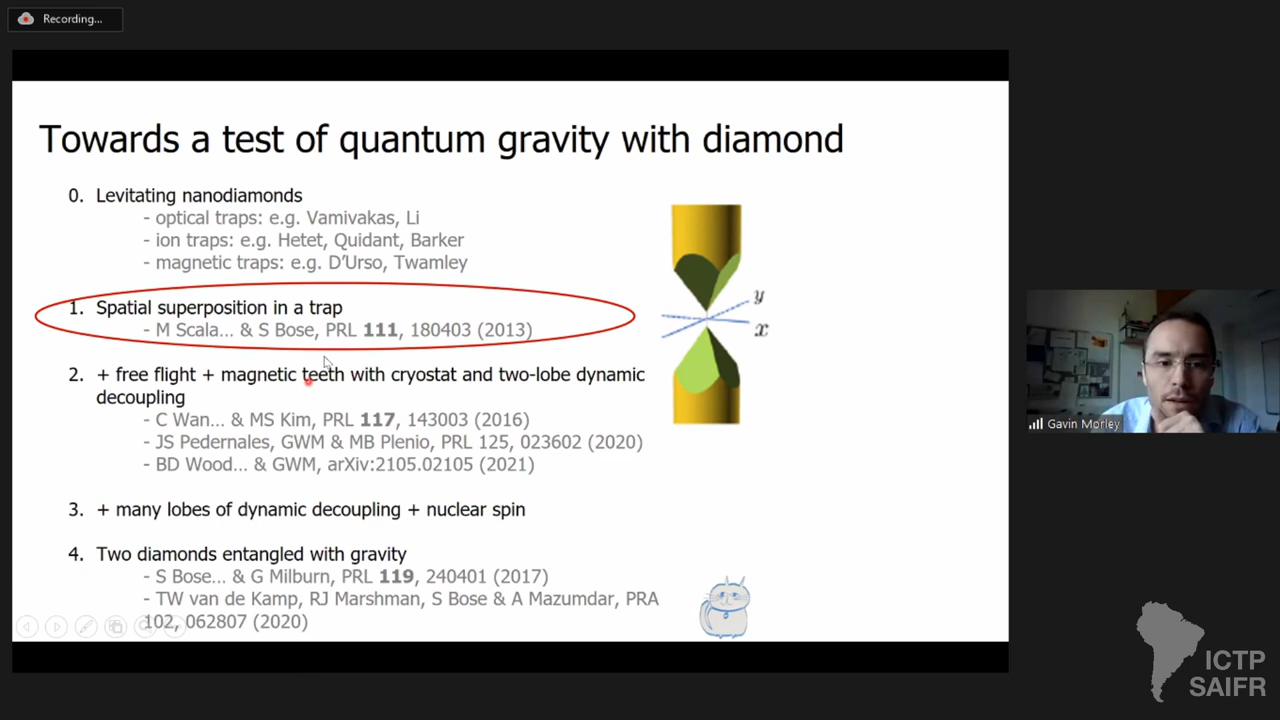 Recording...
Towards a test of quantum gravity with diamond
0. Levitating nanodiamonds
- optical traps: e.g. Vamivakas, Li
- ion traps: e.g. Hetet, Quidant, Barker
- magnetic traps: e.g. D'Urso, Twamley
1. Spatial superposition in a trap
- M Scala... & S Bose, PRL 111, 180403 (2013)
2. + free flight + magnetic teeth with cryostat and two-lobe dynamic
decoupling
- C Wan... & MS Kim, PRL 117, 143003 (2016)
- JS Pedernales, GWM & MB Plenio, PRL 125, 023602 (2020)
- BD Wood... & GWM, arXiv:2105.02105 (2021)
3. + many lobes of dynamic decoupling + nuclear spin
4. Two diamonds entangled with gravity
- S Bose... & G Milburn, PRL 119, 240401 (2017)
- TW van de Kamp, RJ Marshman, S Bose & A Mazumdar, PRA
102, 062807 (2020)
y
x
Gavin Morley
ICTP
SAIFR